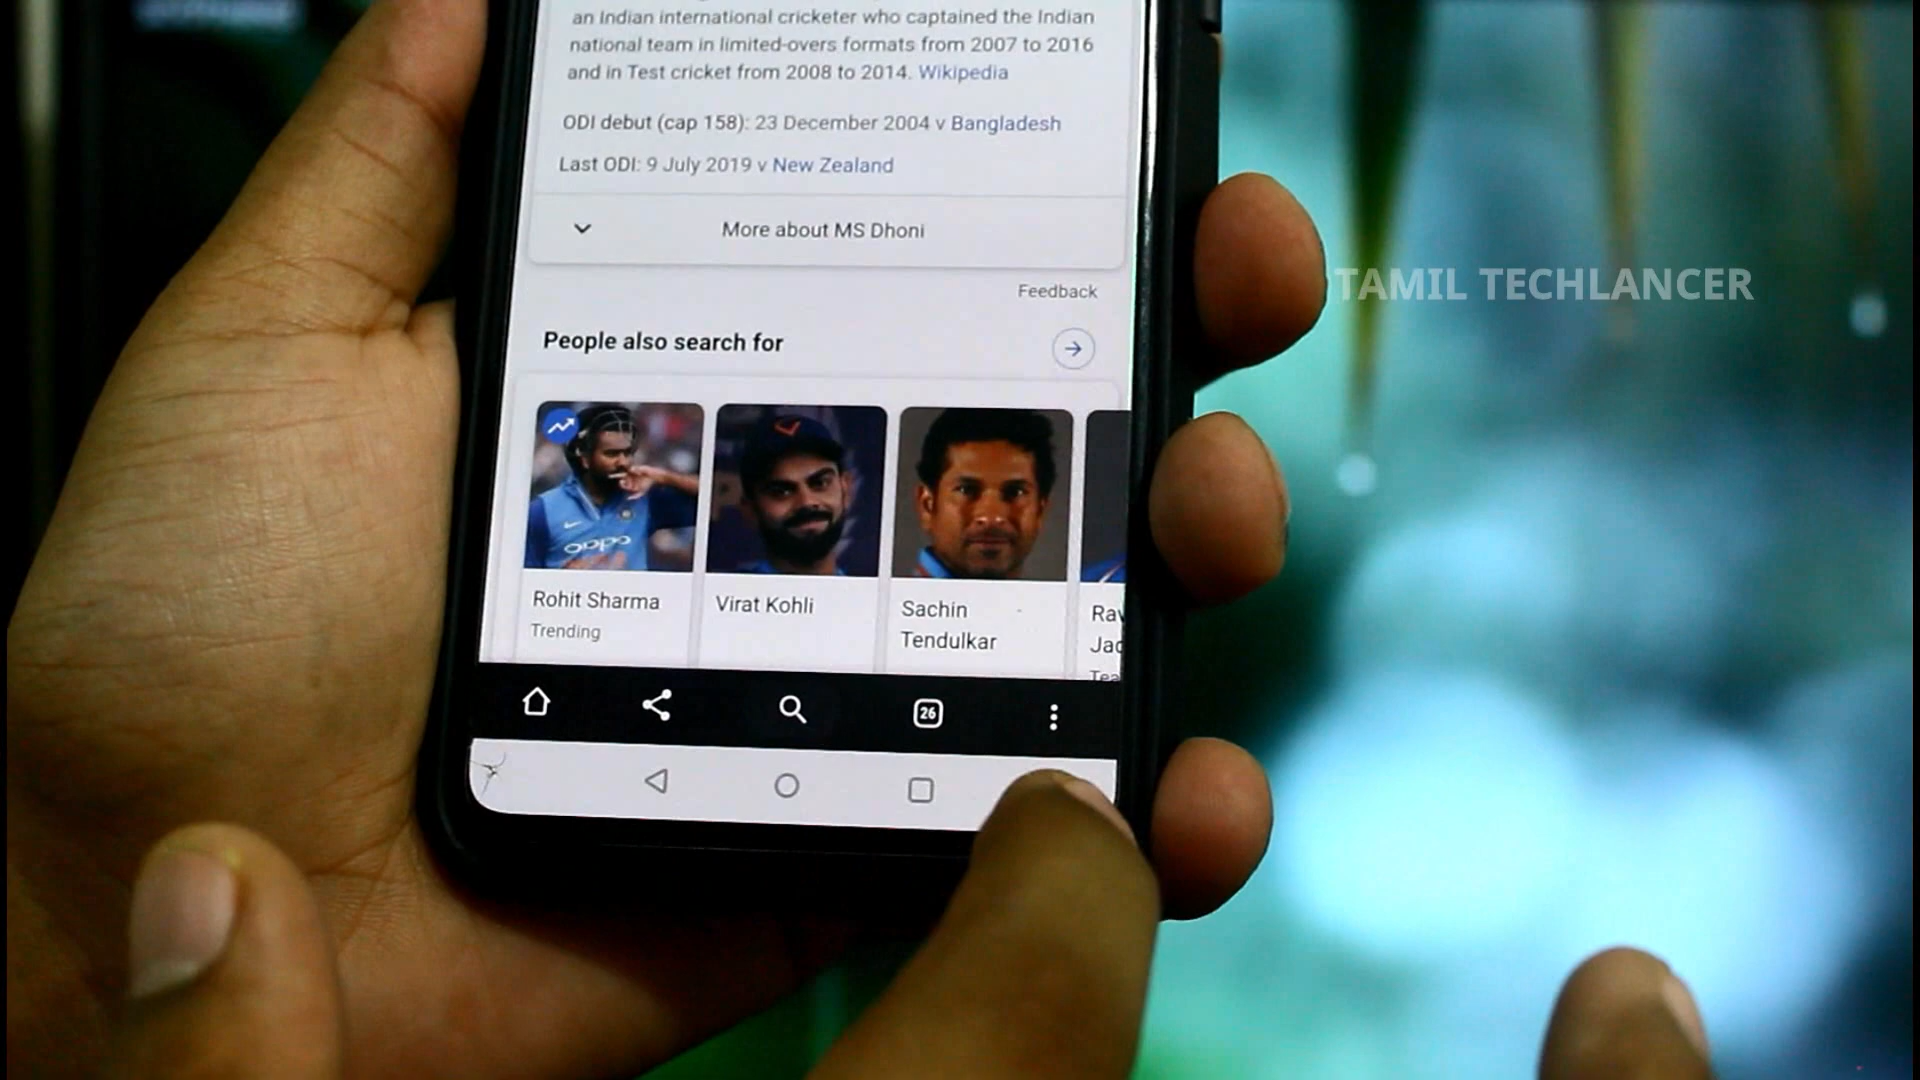 an Indian international cricketer who captained the Indian
national team in limited-overs formats from 2007 to 2016
and in Test cricket from 2008 to 2014. Wikipedia
ODI debut (cap 158): 23 December 2004 v Bangladesh
Last ODI: 9 July 2019 v New Zealand
More about MS Dhoni
Feedback
TAMIL TECHLANCER
People also search for
oppo
Rohit Sharma
Trending
Virat Kohli
Sachin
Tendulkar
Rav
Jad
Tea
26